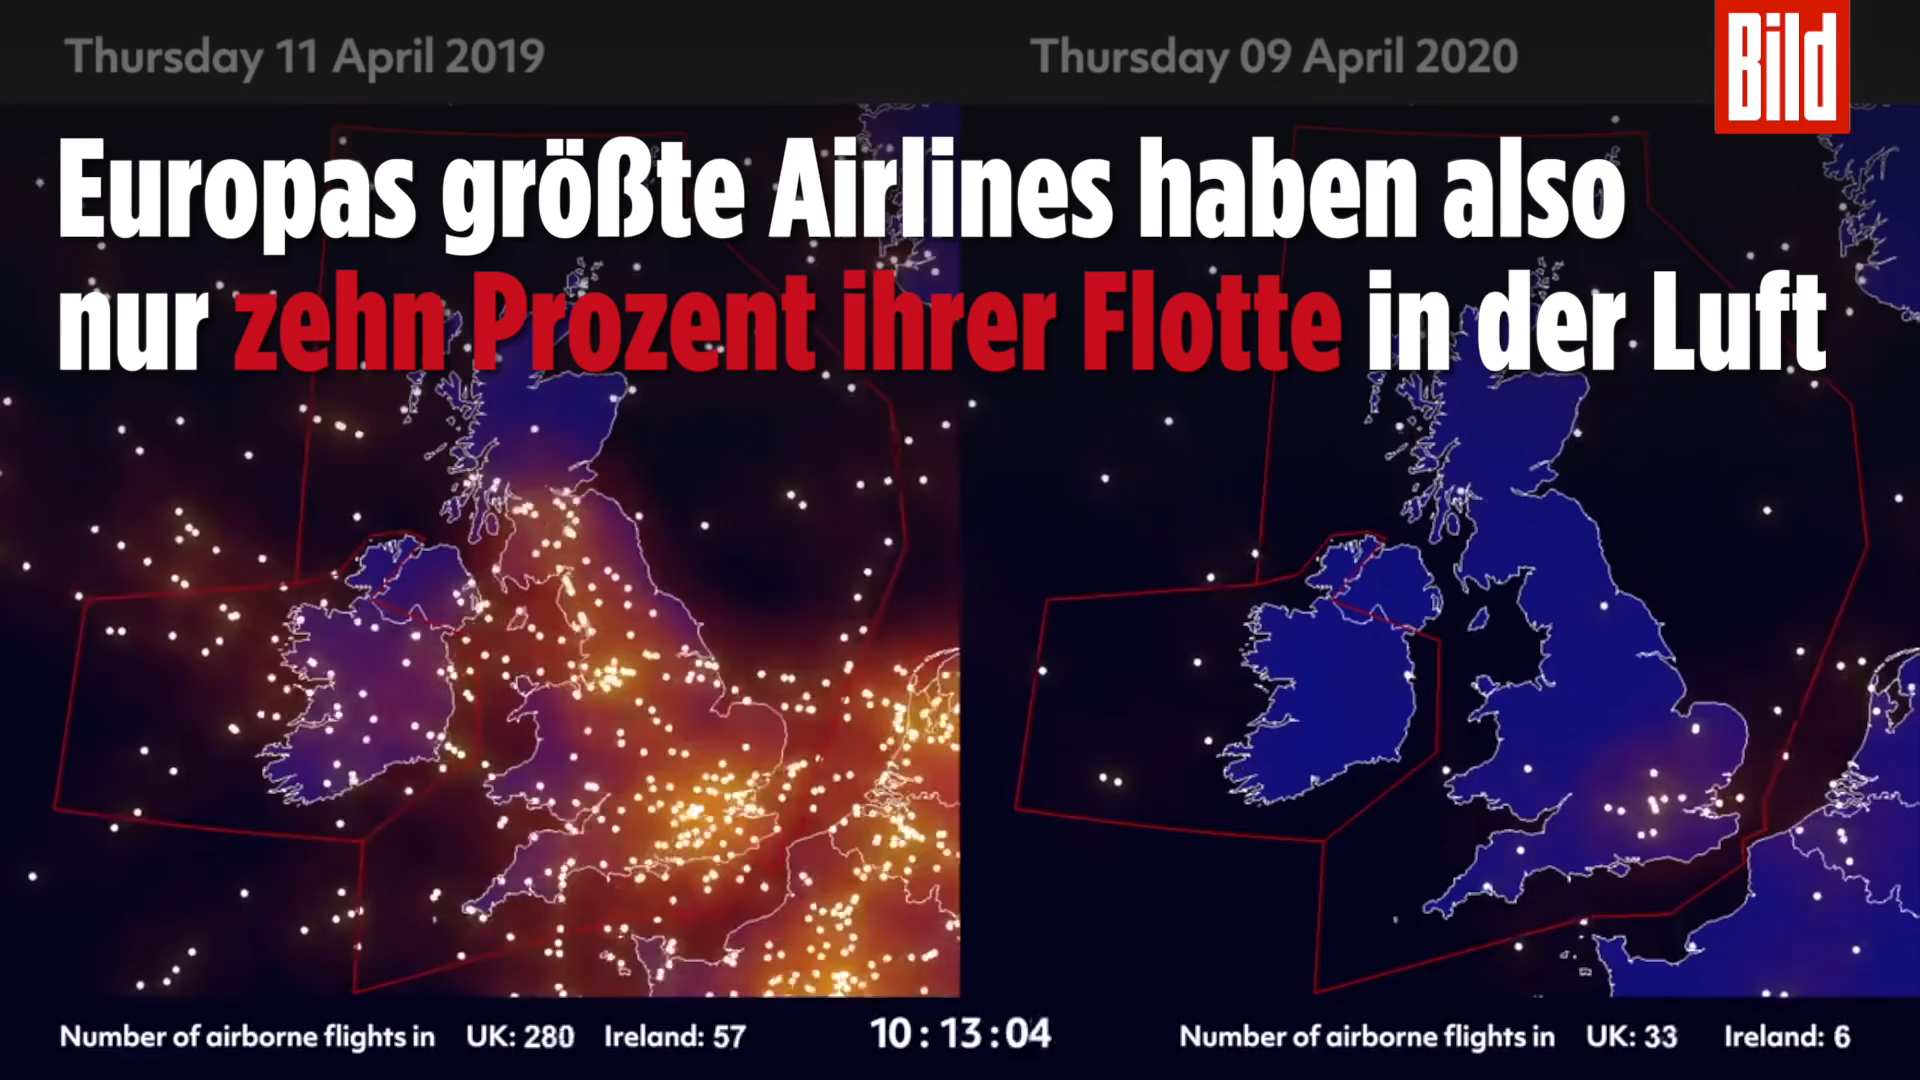 Thursday 11 April 2019
Thursday 09 April 2020
Bild
Europas größte Airlines haben also
nur zehn Prozent ihrer Flotte in der Luft
Number of airborne flights in UK: 280 Ireland: 57
10:13:04
Number of airborne flights in UK: 33 Ireland: 6